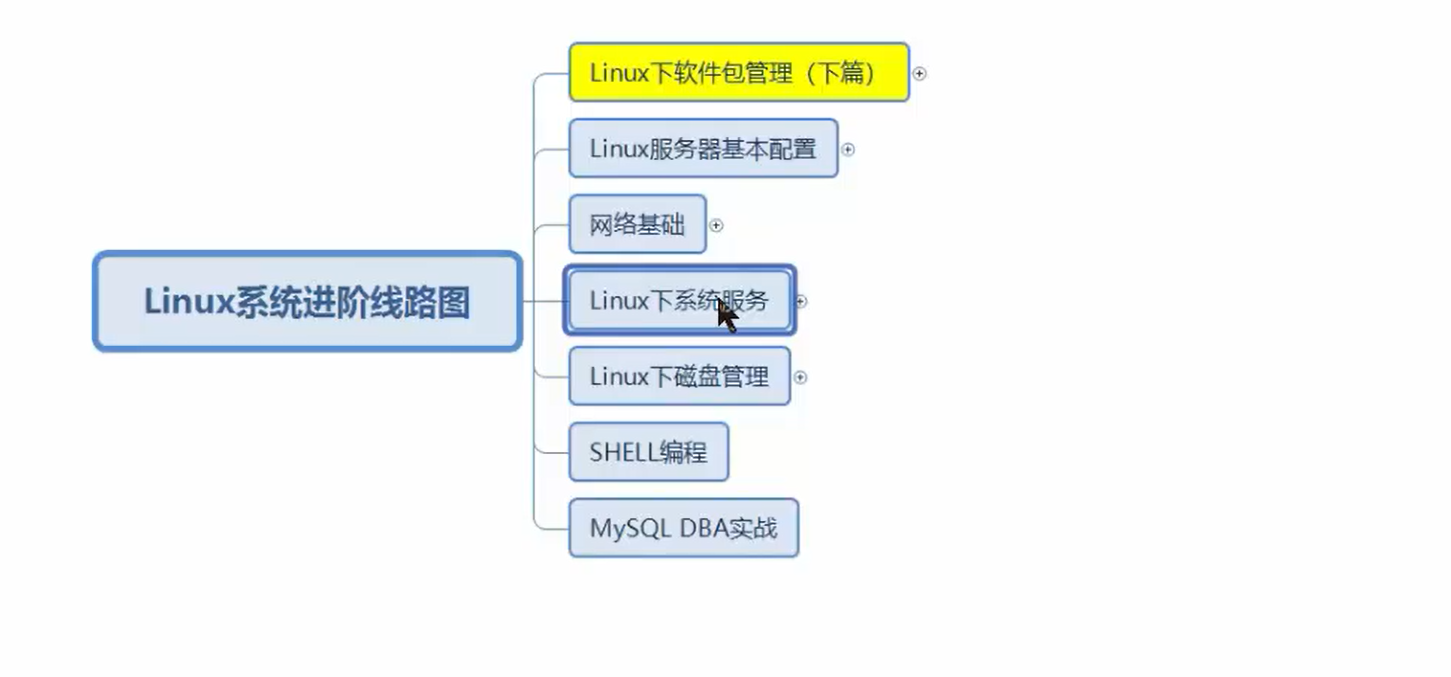 Linux下软件包管理（下篇）
Linux服务器基本配置
网络基础
Linux系统进阶线路图
Linux下系统服务
Linux下磁盘管理
SHELL编程
MySQL DBA实战